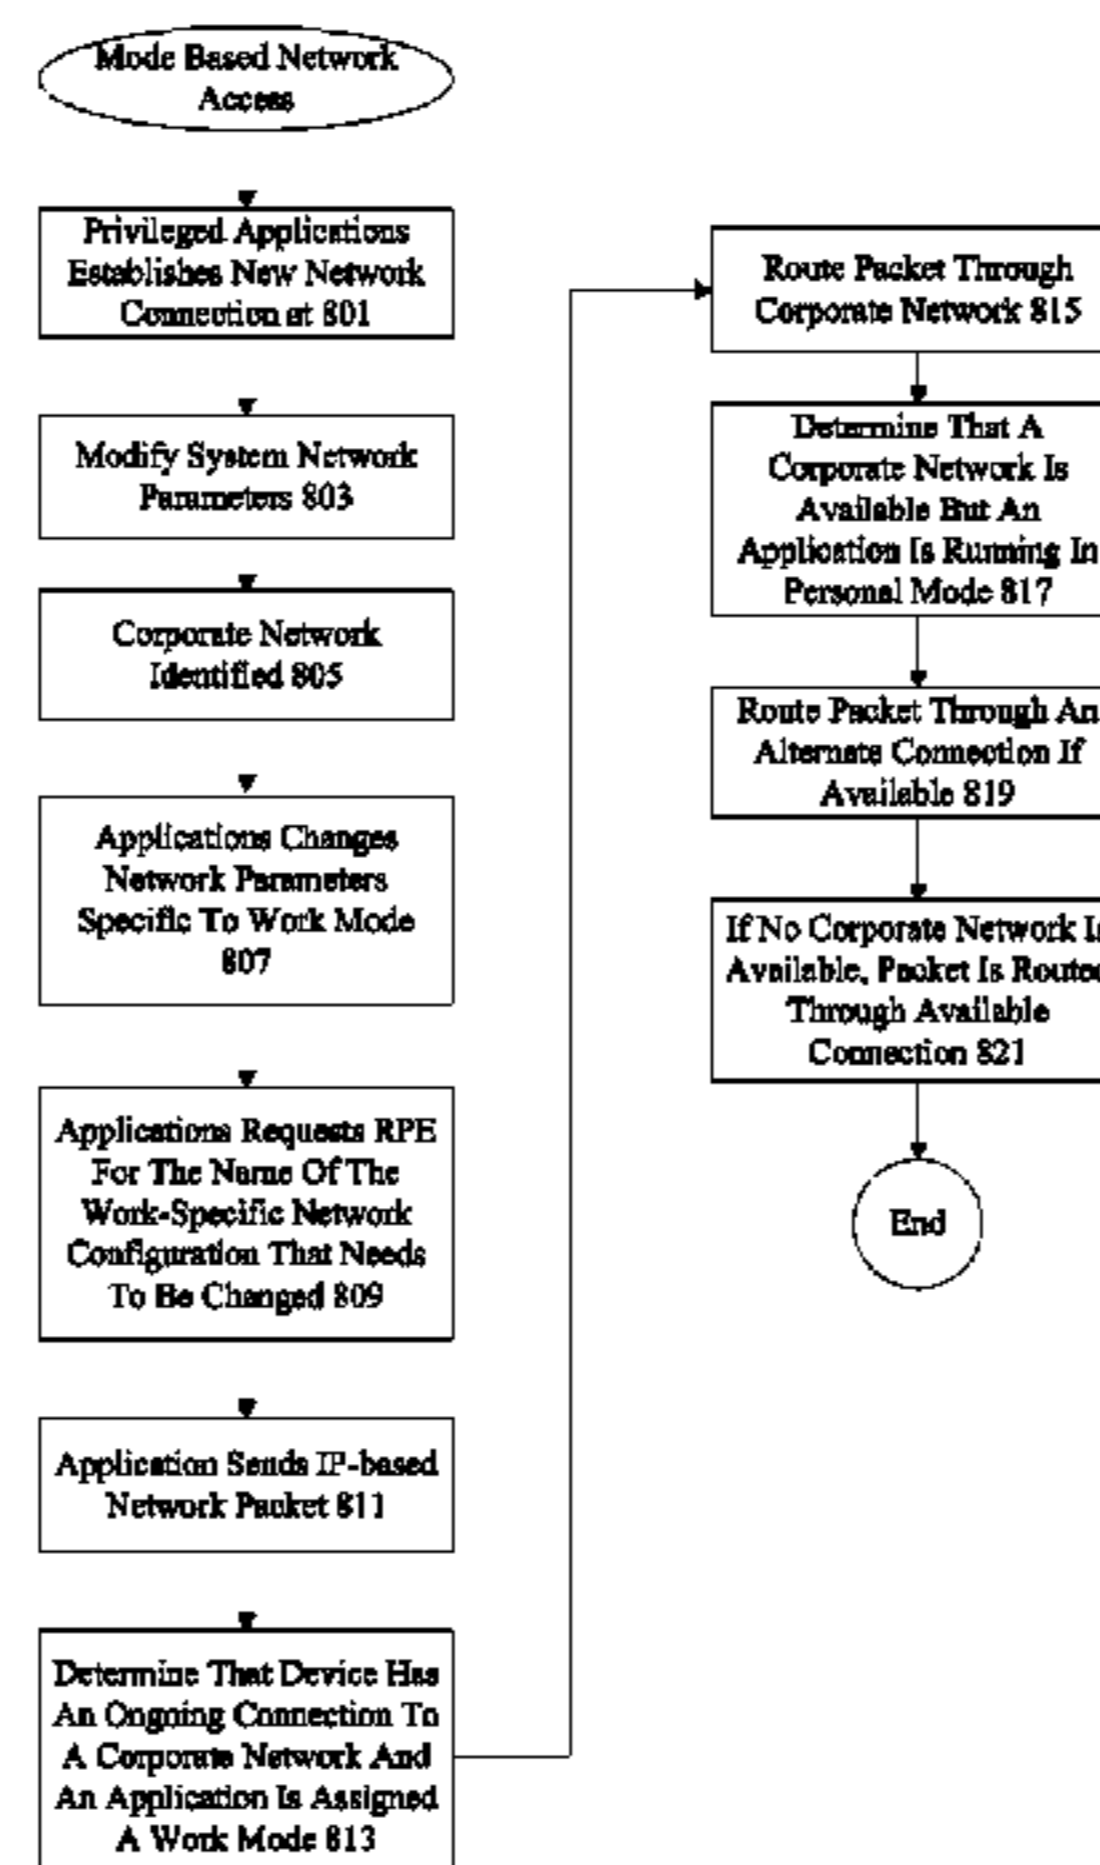 Mode Based Network
Access
Privileged Applications
Establishes New Network
Connection at 801
Modify System Network
Parameters 803
Corporate Network
Identified 805
Applications Changes
Network Parameters
Specific To Work Mode
807
Applications Requests RPE
For The Name Of The
Work-Specific Network
Configuration That Needs
To Be Changed 809
Application Sends IP-based
Network Packet 811
Determine That Device Has
An Ongoing Connection To
A Corporate Network And
An Application Is Assigned
A Work Mode 813
Route Packet Through
Corporate Network 815
Determine That A
Corporate Network Is
Available But An
Application Is Running In
Personal Mode 817
Route Packet Through An
Alternate Connection If
Available 819
If No Corporate Network Is
Available, Packet Is Routed
Through Available
Connection 821
End